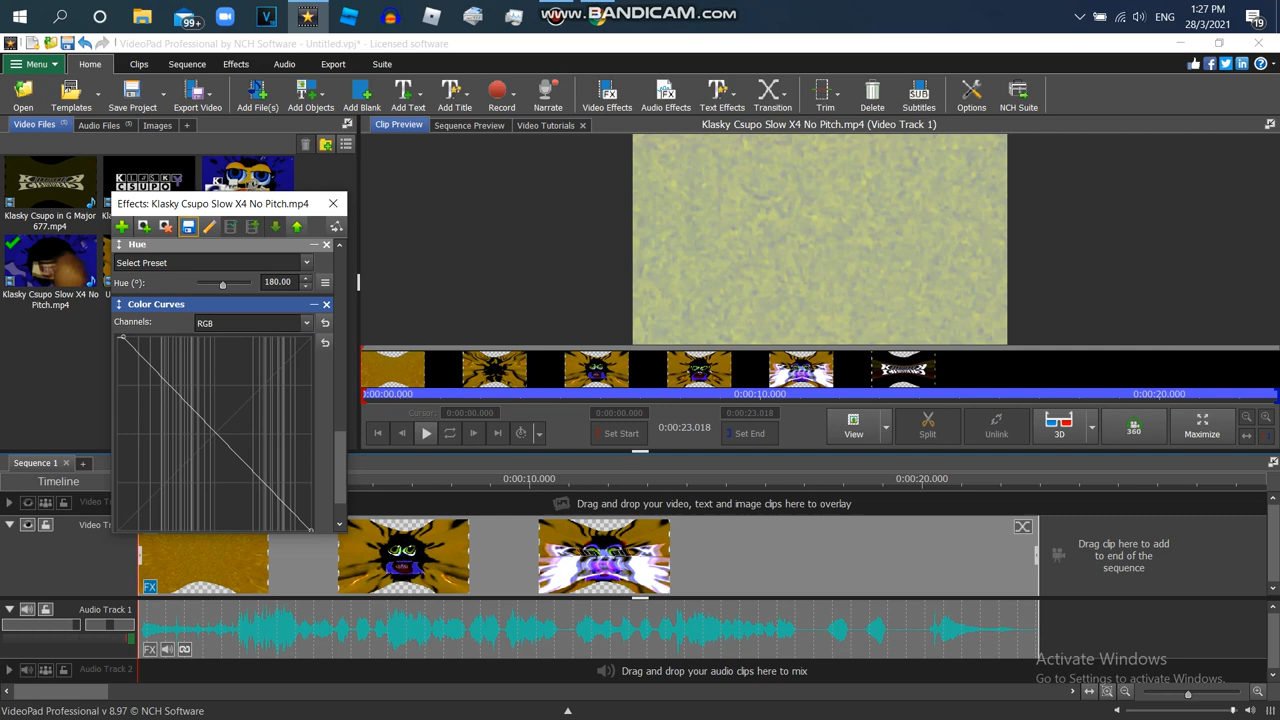 www.BANDICAM.com
99+
ENG
1:27 PM
28/3/2021
19
VideoPad Professional by NCH Software - Untitled.vpj* - Licensed software
Menu
Home
Clips
Sequence
Effects
Audio
Export
Suite
Open
Templates
Save Project
Export Video
Add File(s)
Add Objects
Add Blank
Add Text
Add Title
Record
Narrate
Video Effects
Audio Effects
Text Effects
Transition
Trim
Delete
Subtitles
Options
NCH Suite
Video Files
Audio Files
Images
+
Clip Preview
Sequence Preview
Video Tutorials
Klasky Csupo Slow X4 No Pitch.mp4 (Video Track 1)
Klasky Csupo in G Major 677.mp4
Klasky Csupo Slow X4 No Pitch.mp4
Effects: Klasky Csupo Slow X4 No Pitch.mp4
Hue
Select Preset
Hue (°):
180.00
Color Curves
Channels:
RGB
0:00:00.000
0:00:10.000
0:00:20.000
Cursor:
0:00:00.000
0:00:00.000
Set Start
0:00:23.018
0:00:23.018
Set End
View
Split
Unlink
3D
360
Maximize
Sequence 1
+
Timeline
0:00:10.000
0:00:20.000
Video T
Drag and drop your video, text and image clips here to overlay
Video Tr
FX
Drag clip here to add
to end of the
sequence
Audio Track 1
FX
Audio Track 2
Drag and drop your audio clips here to mix
Activate Windows
Go to Settings to activate Windows.
VideoPad Professional v 8.97 © NCH Software